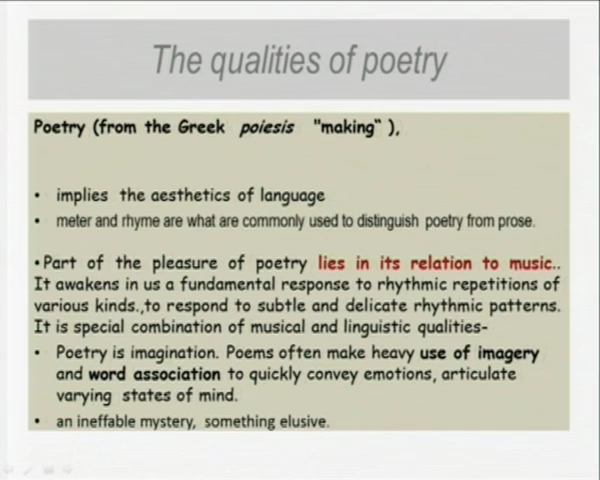 The qualities of poetry
Poetry (from the Greek poiesis "making" ),
• implies the aesthetics of language
• meter and rhyme are what are commonly used to distinguish poetry from prose.
•Part of the pleasure of poetry lies in its relation to music..
It awakens in us a fundamental response to rhythmic repetitions of
various kinds.,to respond to subtle and delicate rhythmic patterns.
It is special combination of musical and linguistic qualities-
• Poetry is imagination. Poems often make heavy use of imagery
and word association to quickly convey emotions, articulate
varying states of mind.
• an ineffable mystery, something elusive.